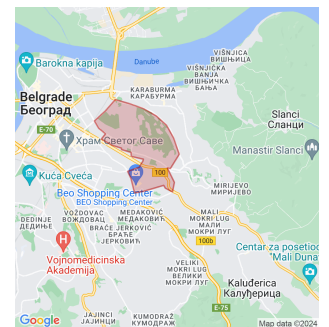 VIŠNJICA
ВИШЊИЦА
Danube
Barokna kapija
VIŠNJIČKA
BANJA
ВИШЊИЧКА
БАЊА
KARABURMA
КАРАБУРМА
Belgrade
Београд
E-70
Slanci
Сланци
Храм Светог Саве
Manastir Slanci
100
Kuća Cveća
Beo Shopping Center
BEO Shopping Center
MIRIJEVO
МИРИЈЕВО
VOŽDOVAC
ВОЖДОВАЦ
DEDINJE
ДЕДИЊЕ
MEDAKOVIĆ
МЕДАКОВИЋ
MALI
MOKRI LUG
МАЛИ
МОКРИ ЛУГ
BRAĆE JERKOVIĆ
БРАЋЕ
ЈЕРКОВИЋ
100b
Centar za posetioc
"Mali Duna
Vojnomedicinska
Akademija
VELIKI
MOKRI LUG
ВЕЛИКИ
МОКРИ ЛУГ
Kaluđerica
Калуђерица
E-75
JAJINCI
ЈАЈИНЦИ
KUMODRAŽ
КУМОДРАЖ
Google
Map data ©2024